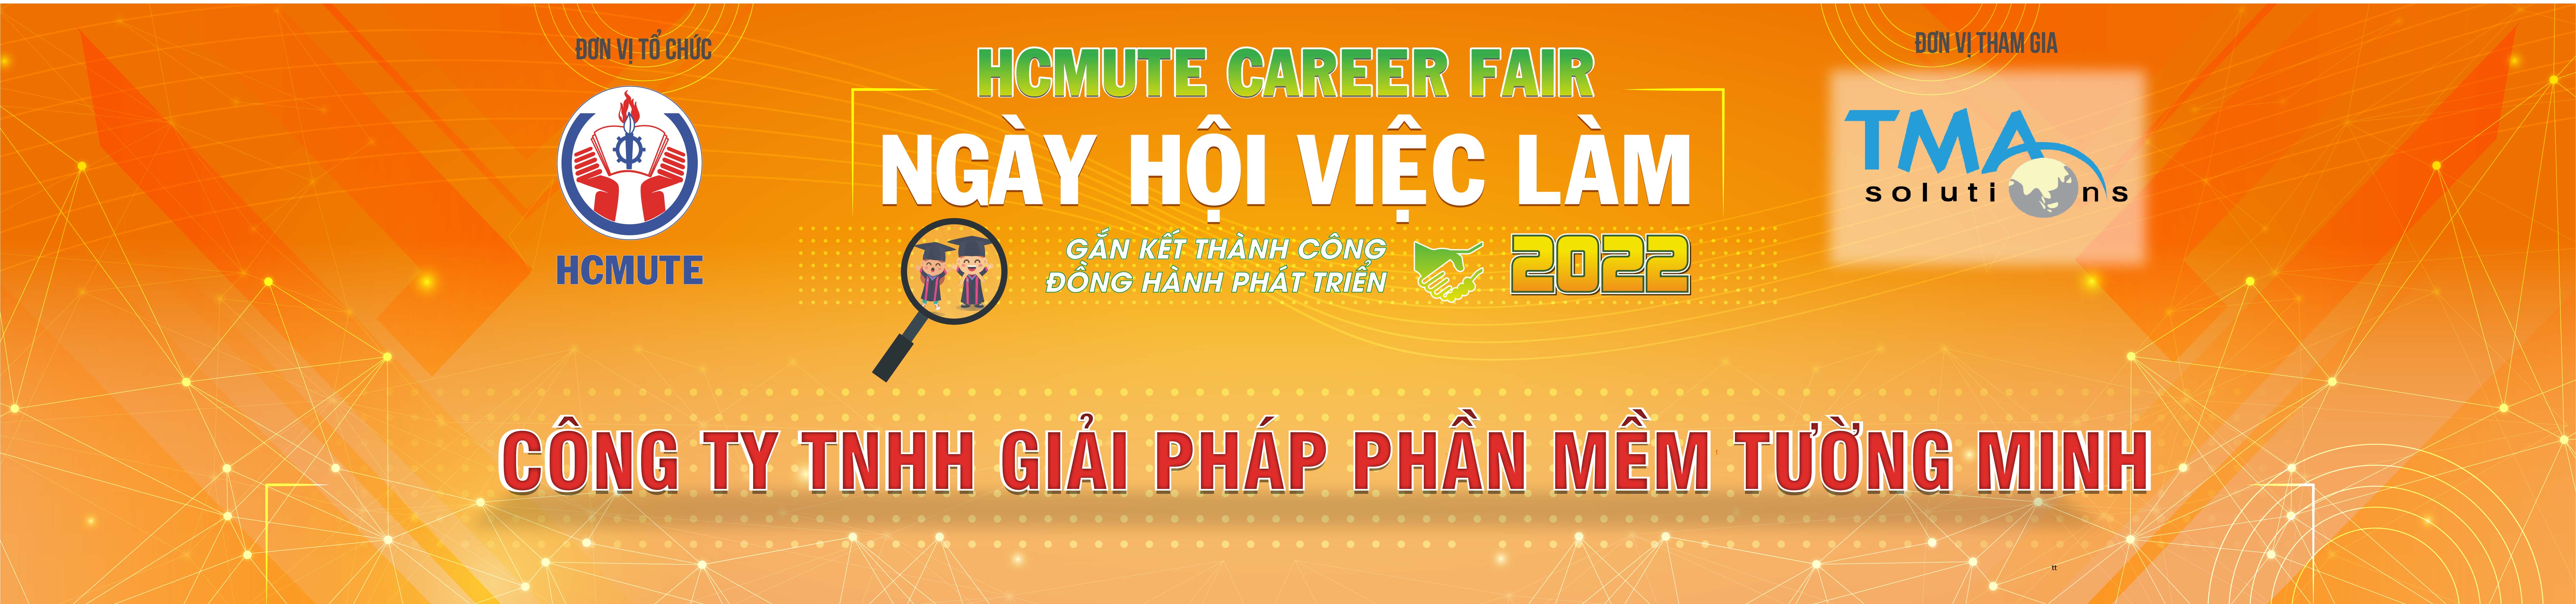 ĐƠN VỊ TỔ CHỨC
HCMUTE
HCMUTE CAREER FAIR
NGÀY HỘI VIỆC LÀM
GẮN KẾT THÀNH CÔNG
ĐỒNG HÀNH PHÁT TRIỂN
2022
ĐƠN VỊ THAM GIA
TMA
solutions
CÔNG TY TNHH GIẢI PHÁP PHẦN MỀM TƯỜNG MINH
tt